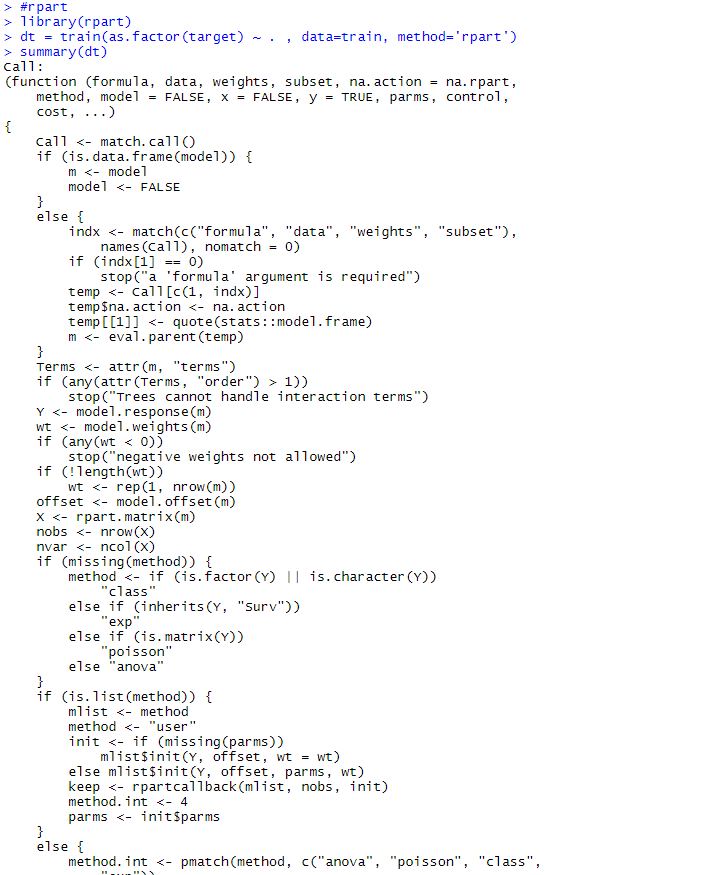 > #rpart
> library(rpart)
> dt = train(as.factor(target) ~ . , data=train, method='rpart')
> summary(dt)
Call:
(function (formula, data, weights, subset, na.action = na.rpart,
    method, model = FALSE, x = FALSE, y = TRUE, parms, control,
    cost, ...)
{
    Call <- match.call()
    if (is.data.frame(model)) {
        m <- model
        model <- FALSE
    }
    else {
        indx <- match(c("formula", "data", "weights", "subset"),
            names(Call), nomatch = 0)
        if (indx[1] == 0)
            stop("a 'formula' argument is required")
        temp <- Call[c(1, indx)]
        temp$na.action <- na.action
        temp[[1]] <- quote(stats::model.frame)
        m <- eval.parent(temp)
    }
    Terms <- attr(m, "terms")
    if (any(attr(Terms, "order") > 1))
        stop("Trees cannot handle interaction terms")
    Y <- model.response(m)
    wt <- model.weights(m)
    if (any(wt < 0))
        stop("negative weights not allowed")
    if (!length(wt))
        wt <- rep(1, nrow(m))
    offset <- model.offset(m)
    X <- rpart.matrix(m)
    nobs <- nrow(X)
    nvar <- ncol(X)
    if (missing(method)) {
        method <- if (is.factor(Y) || is.character(Y))
            "class"
        else if (inherits(Y, "Surv"))
            "exp"
        else if (is.matrix(Y))
            "poisson"
        else "anova"
    }
    if (is.list(method)) {
        mlist <- method
        method <- "user"
        init <- if (missing(parms))
            mlist$init(Y, offset, wt = wt)
        else mlist$init(Y, offset, parms, wt)
        keep <- rpartcallback(mlist, nobs, init)
        method.int <- 4
        parms <- init$parms
    }
    else {
        method.int <- pmatch(method, c("anova", "poisson", "class",